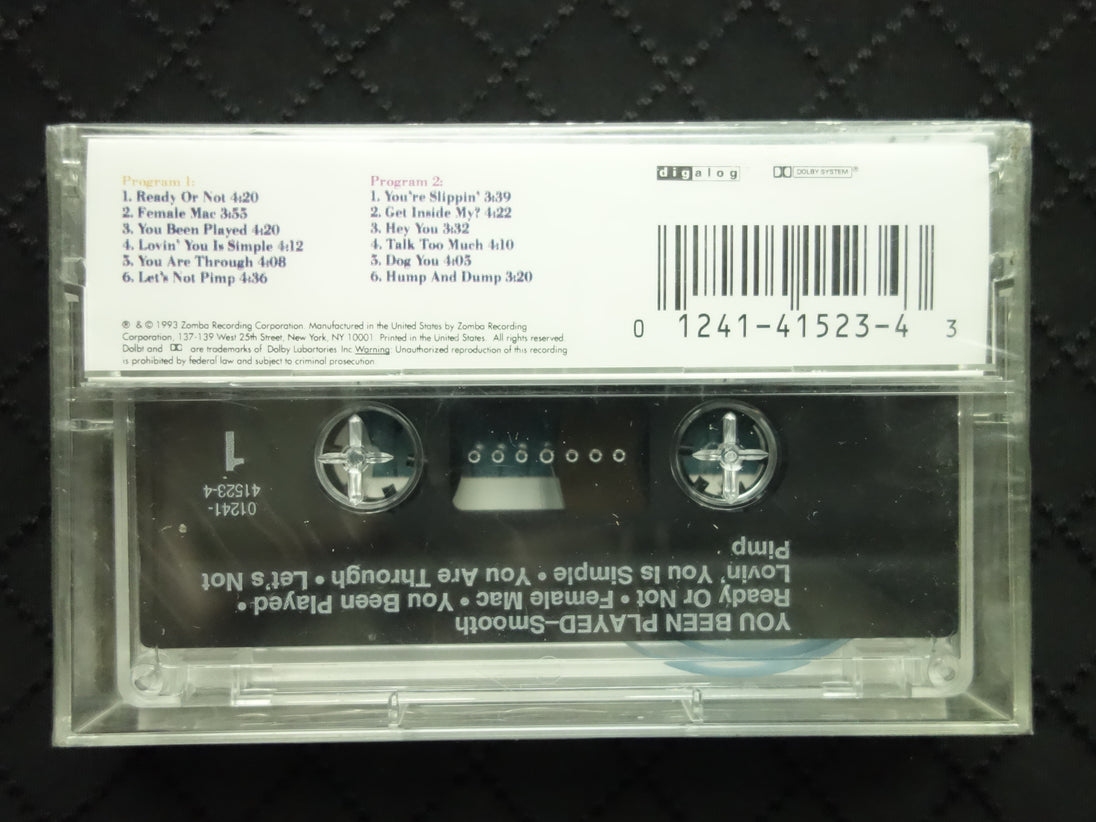 Program 1:
1. Ready Or Not 4:20
2. Female Mac 3:55
3. You Been Played 4:20
4. Lovin' You Is Simple 4:12
5. You Are Through 4:08
6. Let's Not Pimp 4:36
Program 2:
1. You're Slippin' 3:39
2. Get Inside My? 4:22
3. Hey You 3:32
4. Talk Too Much 4:10
5. Dog You 4:05
6. Hump And Dump 3:20
digalog
DOLBY SYSTEM®
℗ & © 1993 Zomba Recording Corporation. Manufactured in the United States by Zomba Recording
Corporation, 137-139 West 25th Street, New York, NY 10001. Printed in the United States. All rights reserved.
Dolbt and are trademarks of Dolby Labortories Inc. Warning: Unauthorized reproduction of this recording
is prohibited by federal law and subject to criminal prosecution
0 1241-41523-4 3
YOU BEEN PLAYED–Smooth
Ready Or Not • Female Mac • You Been Played •
Lovin' You Is Simple • You Are Through • Let's Not
Pimp
01241-
41523-4
1